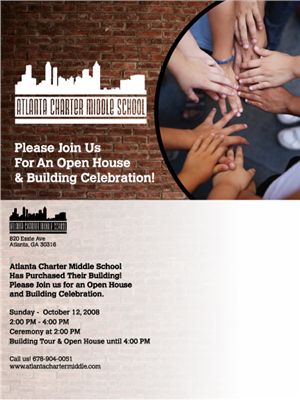 ATLANTA CHARTER MIDDLE SCHOOL
Please Join Us
For An Open House
& Building Celebration!
ATLANTA CHARTER MIDDLE SCHOOL
820 Essie Ave
Atlanta, GA 30316
Atlanta Charter Middle School
Has Purchased Their Building!
Please Join us for an Open House
and Building Celebration.
Sunday - October 12, 2008
2:00 PM - 4:00 PM
Ceremony at 2:00 PM
Building Tour & Open House until 4:00 PM
Call us! 678-904-0051
www.atlantachartermiddle.com